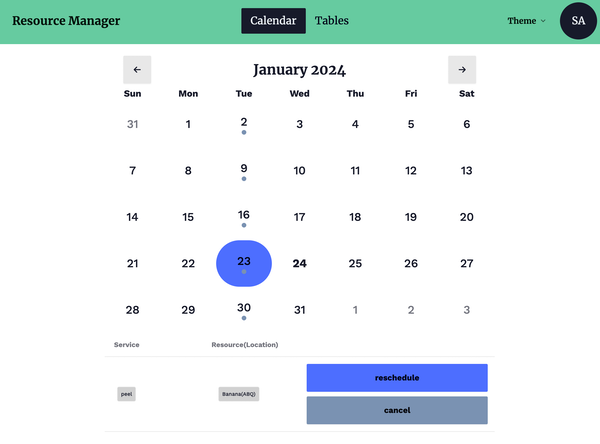 Resource Manager Calendar Tables Theme SA
← January 2024 →
Sun Mon Tue Wed Thu Fri Sat
31 1 2 3 4 5 6
7 8 9 10 11 12 13
14 15 16 17 18 19 20
21 22 23 24 25 26 27
28 29 30 31 1 2 3
Service Resource(Location)
reschedule
peel Banana(ABQ)
cancel